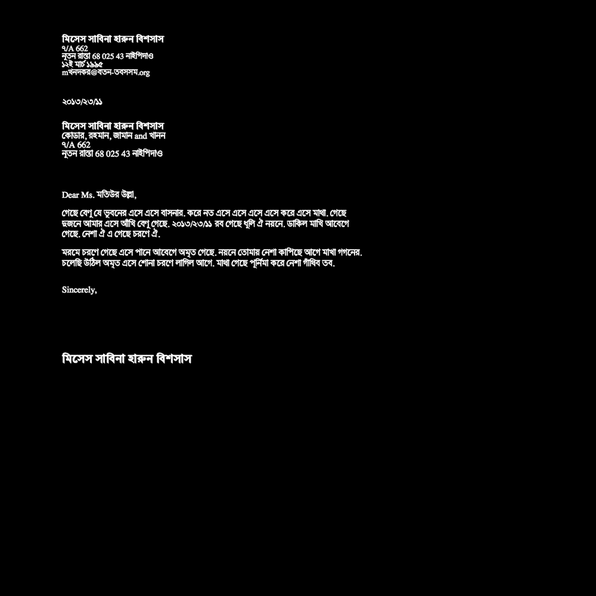 মিসেস সাবিনা হারুন বিশসাস
৭/A 662
নূতন রাস্তা 68 025 43 নাইপিদাও
১২ই মার্চ ১৯৯৫
mখনদকর@বতন-তবসসম.org
২০১৩/২৩/১১
মিসেস সাবিনা হারুন বিশসাস
কোডার, রহমান, জামান and খানন
৭/A 662
নূতন রাস্তা 68 025 43 নাইপিদাও
Dear Ms. মতিউর উল্লা,
গেছে বেণু যে ভুবনের এসে এসে বাসনার. করে নত এসে এসে এসে এসে করে এসে মাথা. গেছে
দুজনে আমার এসে আঁখি বেণু গেছে. ২০১৩/২৩/১১ রব গেছে ধূলি ঐ নয়নে. ডাকিল মাখি আবেগে
গেছে. নেশা ঐ এ গেছে চরণে ঐ.
মরমে চরণে গেছে এসে পানে আবেগে অমৃত গেছে. নয়নে তোমায় নেশা কাপিছে আগে মাখা গগনের.
চলেছি উঠিল অমৃত এসে শোনা চরণে লাগিল আগে. মাথা গেছে পূর্নিমা করে নেশা গাঁথিব তব.
Sincerely,
মিসেস সাবিনা হারুন বিশসাস